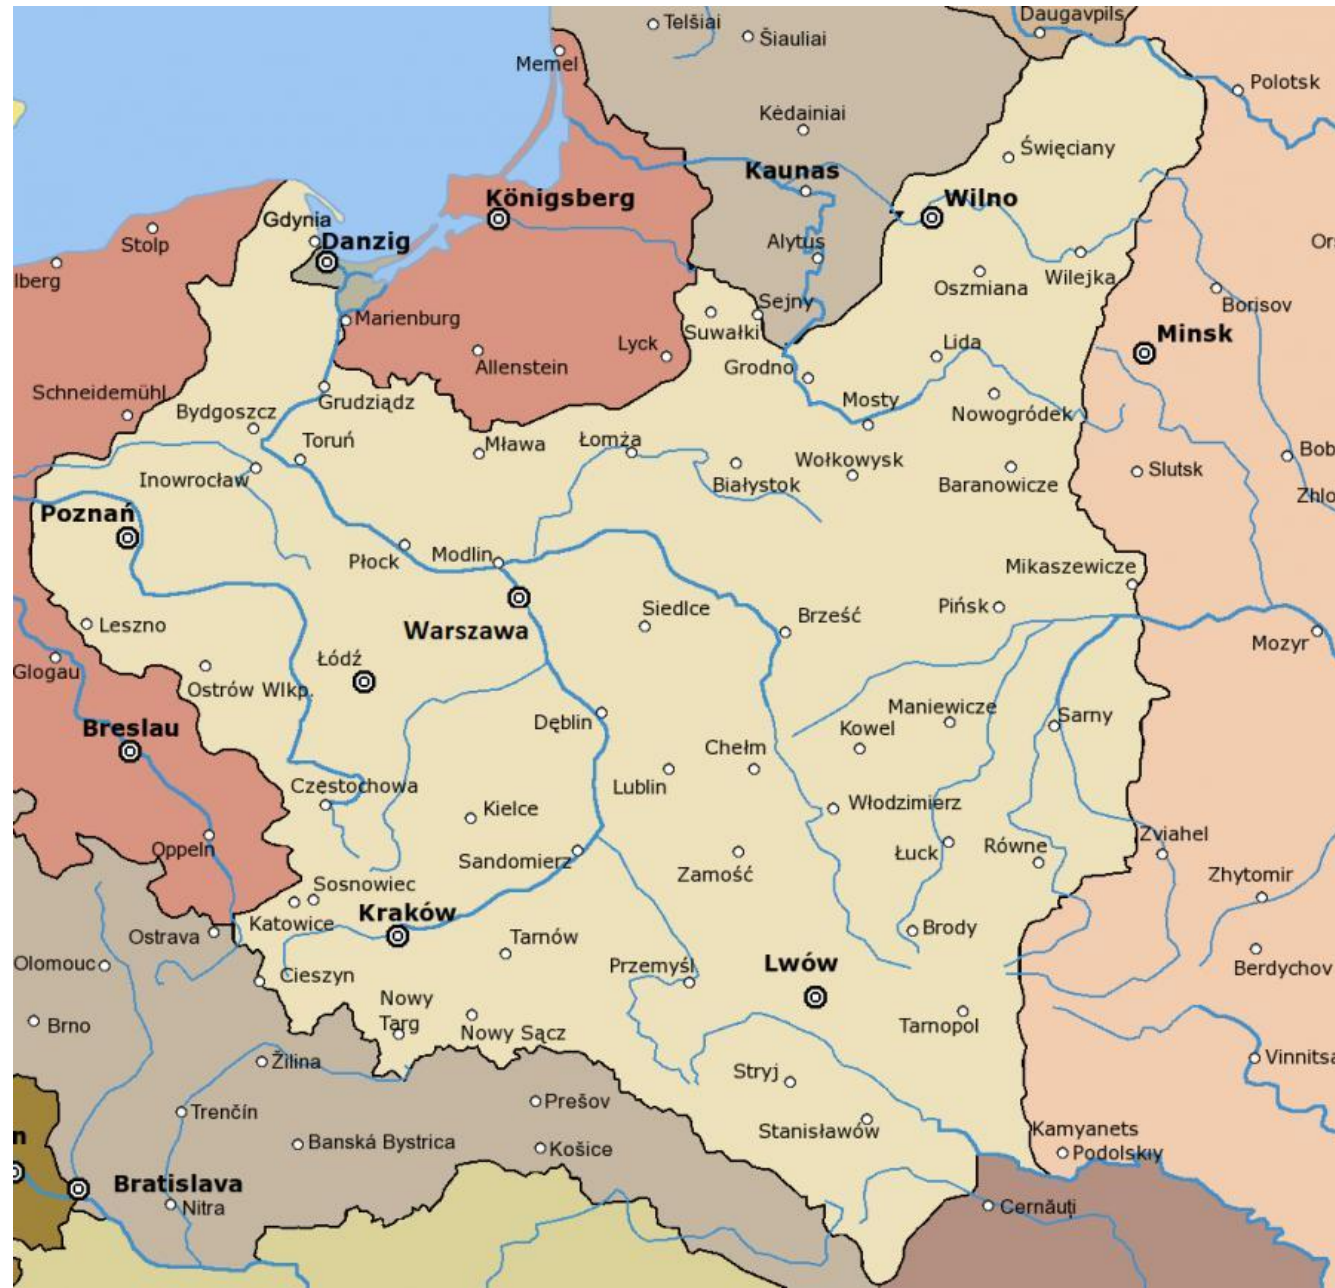 Telšiai
Šiauliai
Daugavpils
Memel
Polotsk
Kėdainiai
Święciany
Kaunas
Königsberg
Wilno
Gdynia
Danzig
Stolp
Alytus
Or
lberg
Wilejka
Oszmiana
Sejny
Borisov
Marienburg
Suwałki
Minsk
Lyck
Lida
Allenstein
Grodno
Schneidemühl
Grudziądz
Mosty
Bydgoszcz
Nowogródek
Toruń
Mława
Łomża
Bob
Wołkowysk
Slutsk
Inowrocław
Białystok
Baranowicze
Zhlo
Poznań
Modlin
Płock
Mikaszewicze
Siedlce
Pińsk
Brześć
Leszno
Warszawa
Mozyr
Łódź
Glogau
Ostrów Wlkp.
Maniewicze
Sarny
Dęblin
Kowel
Breslau
Chełm
Częstochowa
Lublin
Włodzimierz
Kielce
Zviahel
Oppeln
Sandomierz
Łuck
Równe
Zamość
Zhytomir
Sosnowiec
Kraków
Katowice
Brody
Ostrava
Tarnów
Olomouc
Przemyśl
Lwów
Berdychov
Cieszyn
Nowy
Targ
Brno
Nowy Sącz
Tarnopol
Žilina
Vinnitsa
Stryj
Prešov
Trenčín
Stanisławów
Kamyanets
Podolskiy
n
Banská Bystrica
Košice
Bratislava
Nitra
Cernăuți